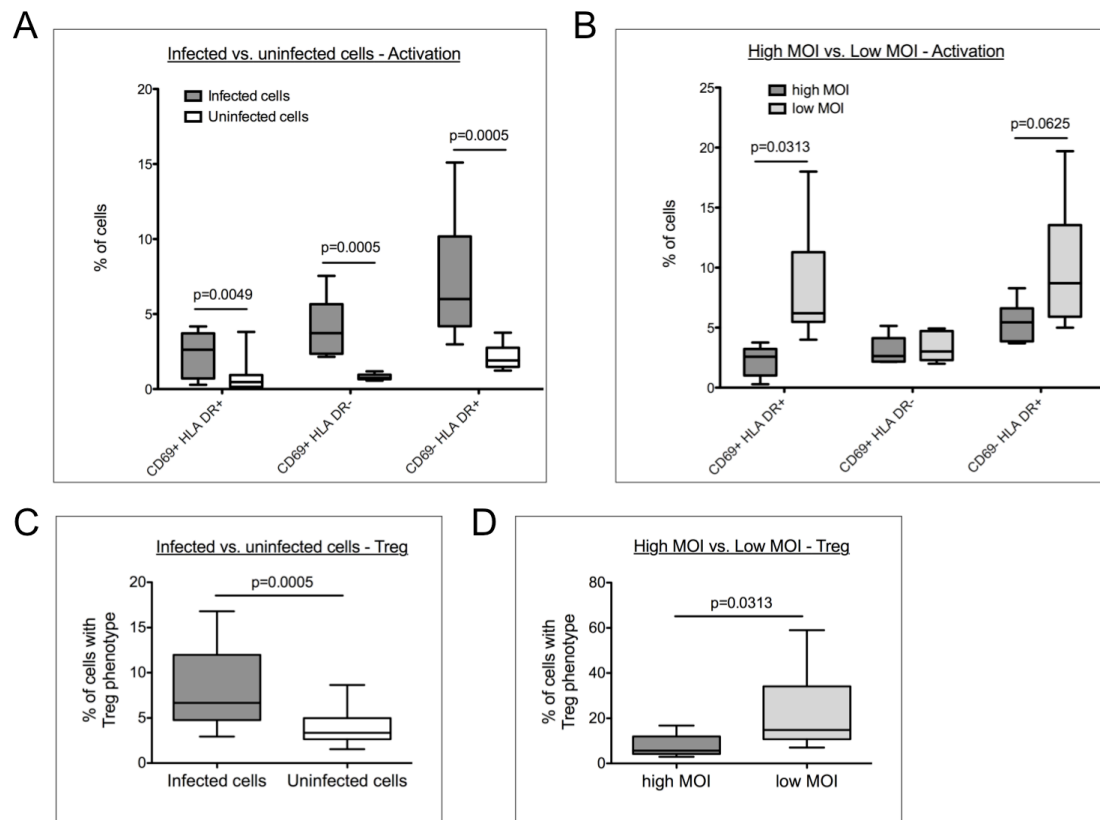 A
Infected vs. uninfected cells - Activation
20
15
10
5
0
% of cells
Infected cells
Uninfected cells
p=0.0049
p=0.0005
p=0.0005
CD69+ HLA DR+
CD69+ HLA DR-
CD69- HLA DR+
B
High MOI vs. Low MOI - Activation
25
20
15
10
5
0
% of cells
high MOI
low MOI
p=0.0313
p=0.0625
CD69+ HLA DR+
CD69+ HLA DR-
CD69- HLA DR+
C
Infected vs. uninfected cells - Treg
20
15
10
5
0
% of cells with
Treg phenotype
p=0.0005
Infected cells
Uninfected cells
D
High MOI vs. Low MOI - Treg
80
60
40
20
0
% of cells with
Treg phenotype
p=0.0313
high MOI
low MOI